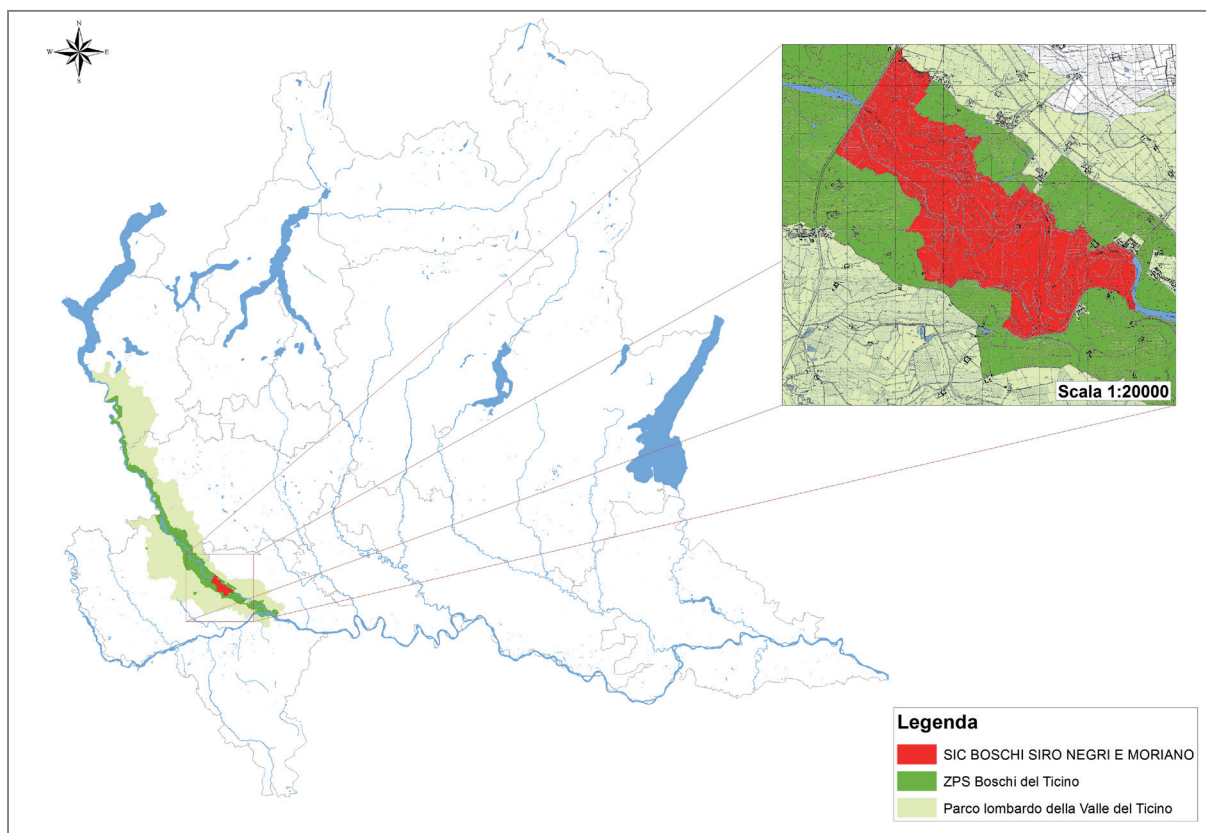 N
W
E
S
Scala 1:20000
Legenda
SIC BOSCHI SIRO NEGRI E MORIANO
ZPS Boschi del Ticino
Parco lombardo della Valle del Ticino